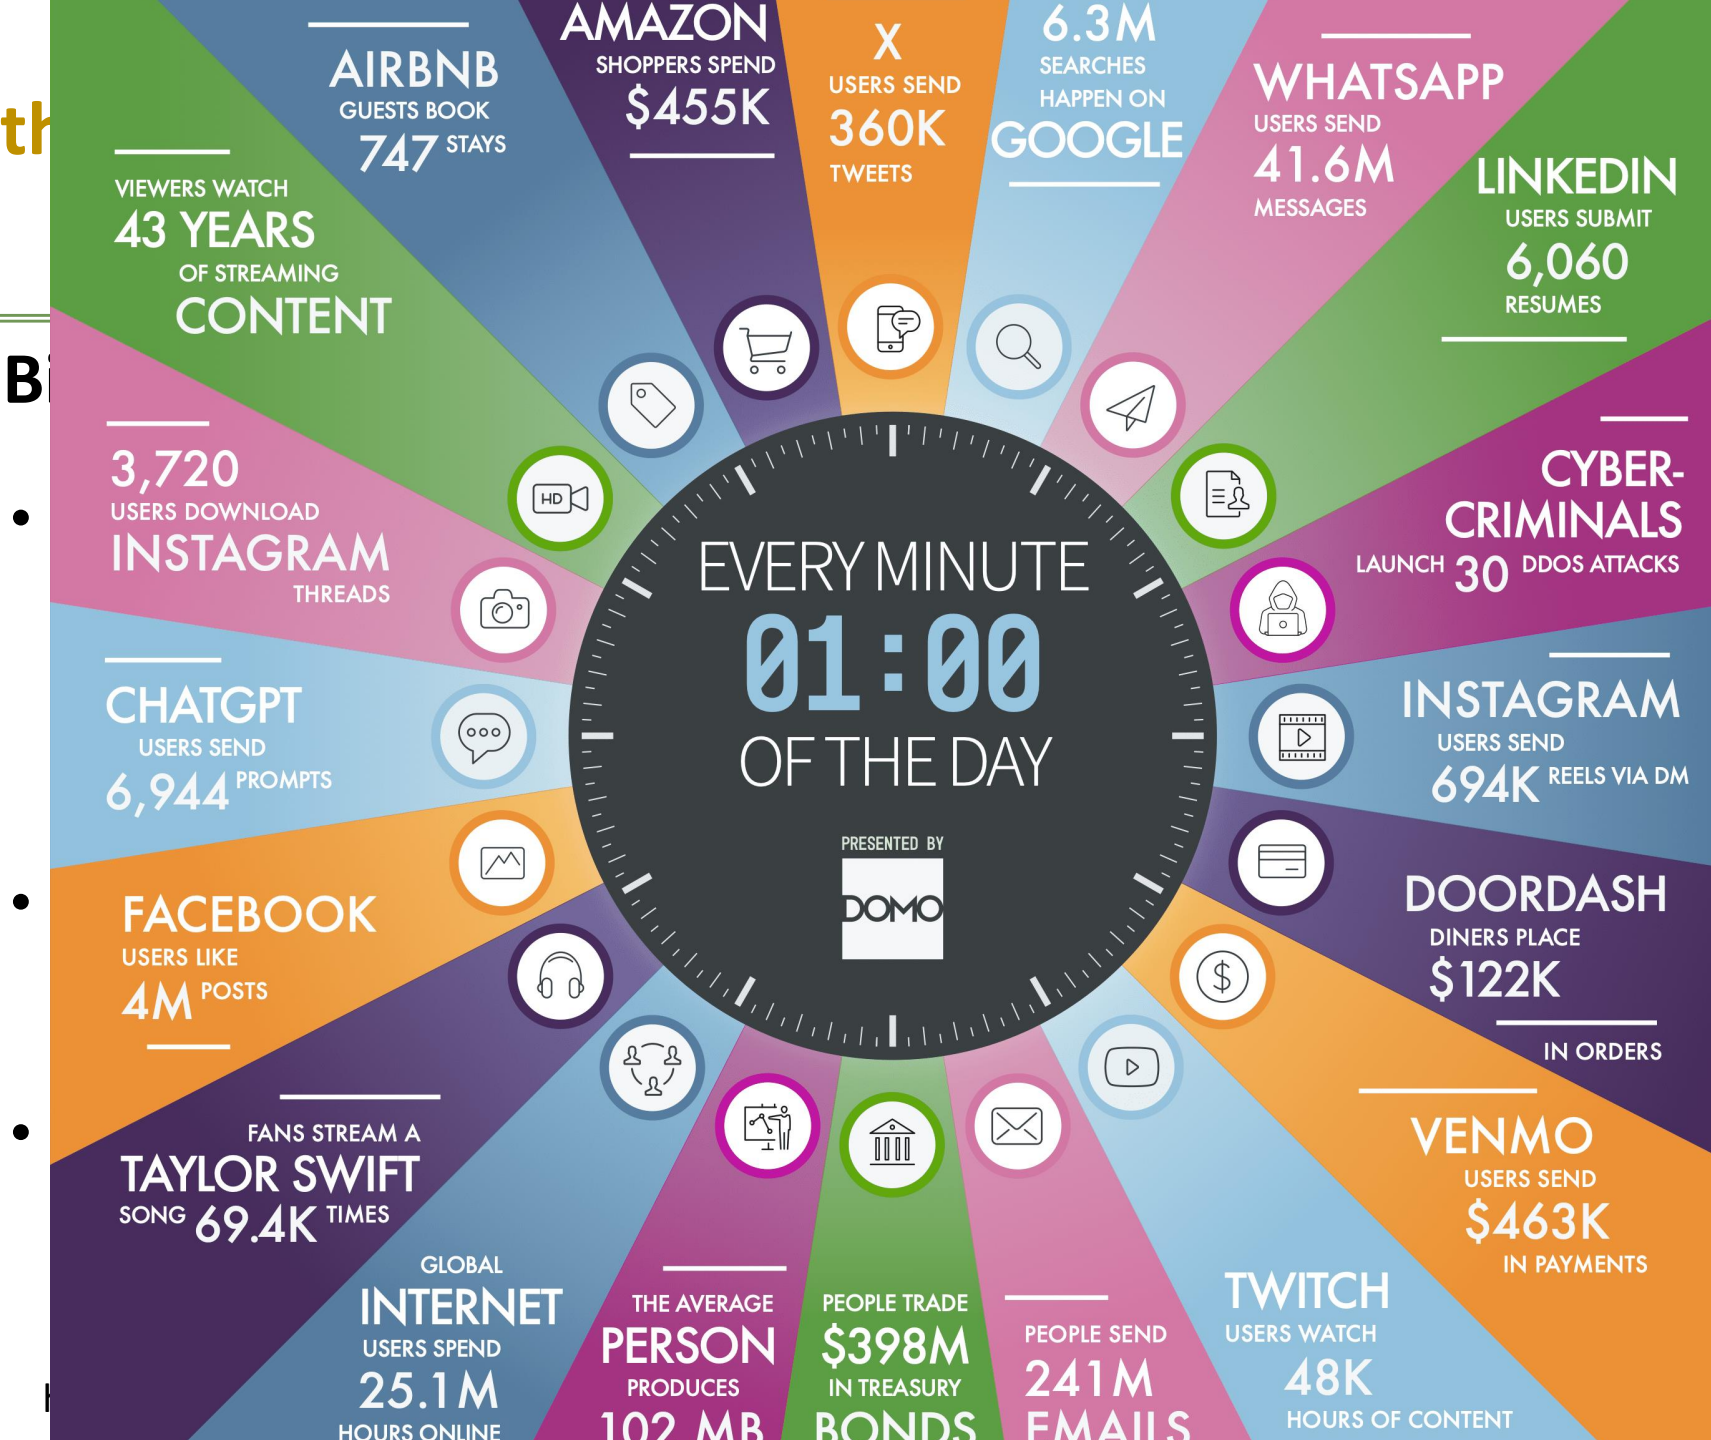 AMAZON
SHOPPERS SPEND
$455K
X
USERS SEND
360K
TWEETS
6.3M
SEARCHES
HAPPEN ON
GOOGLE
WHATSAPP
USERS SEND
41.6M
MESSAGES
LINKEDIN
USERS SUBMIT
6,060
RESUMES
CYBER-
CRIMINALS
LAUNCH 30 DDOS ATTACKS
INSTAGRAM
USERS SEND
694K REELS VIA DM
DOORDASH
DINERS PLACE
$122K
IN ORDERS
VENMO
USERS SEND
$463K
IN PAYMENTS
TWITCH
USERS WATCH
48K
HOURS OF CONTENT
PEOPLE SEND
241M
EMAILS
PEOPLE TRADE
$398M
IN TREASURY
BONDS
THE AVERAGE
PERSON
PRODUCES
102 MB
GLOBAL
INTERNET
USERS SPEND
25.1M
HOURS ONLINE
FANS STREAM A
TAYLOR SWIFT
SONG 69.4K TIMES
FACEBOOK
USERS LIKE
4M POSTS
CHATGPT
USERS SEND
6,944 PROMPTS
3,720
USERS DOWNLOAD
INSTAGRAM
THREADS
VIEWERS WATCH
43 YEARS
OF STREAMING
CONTENT
AIRBNB
GUESTS BOOK
747 STAYS
HD
EVERY MINUTE
01:00
OF THE DAY
PRESENTED BY
DOMO